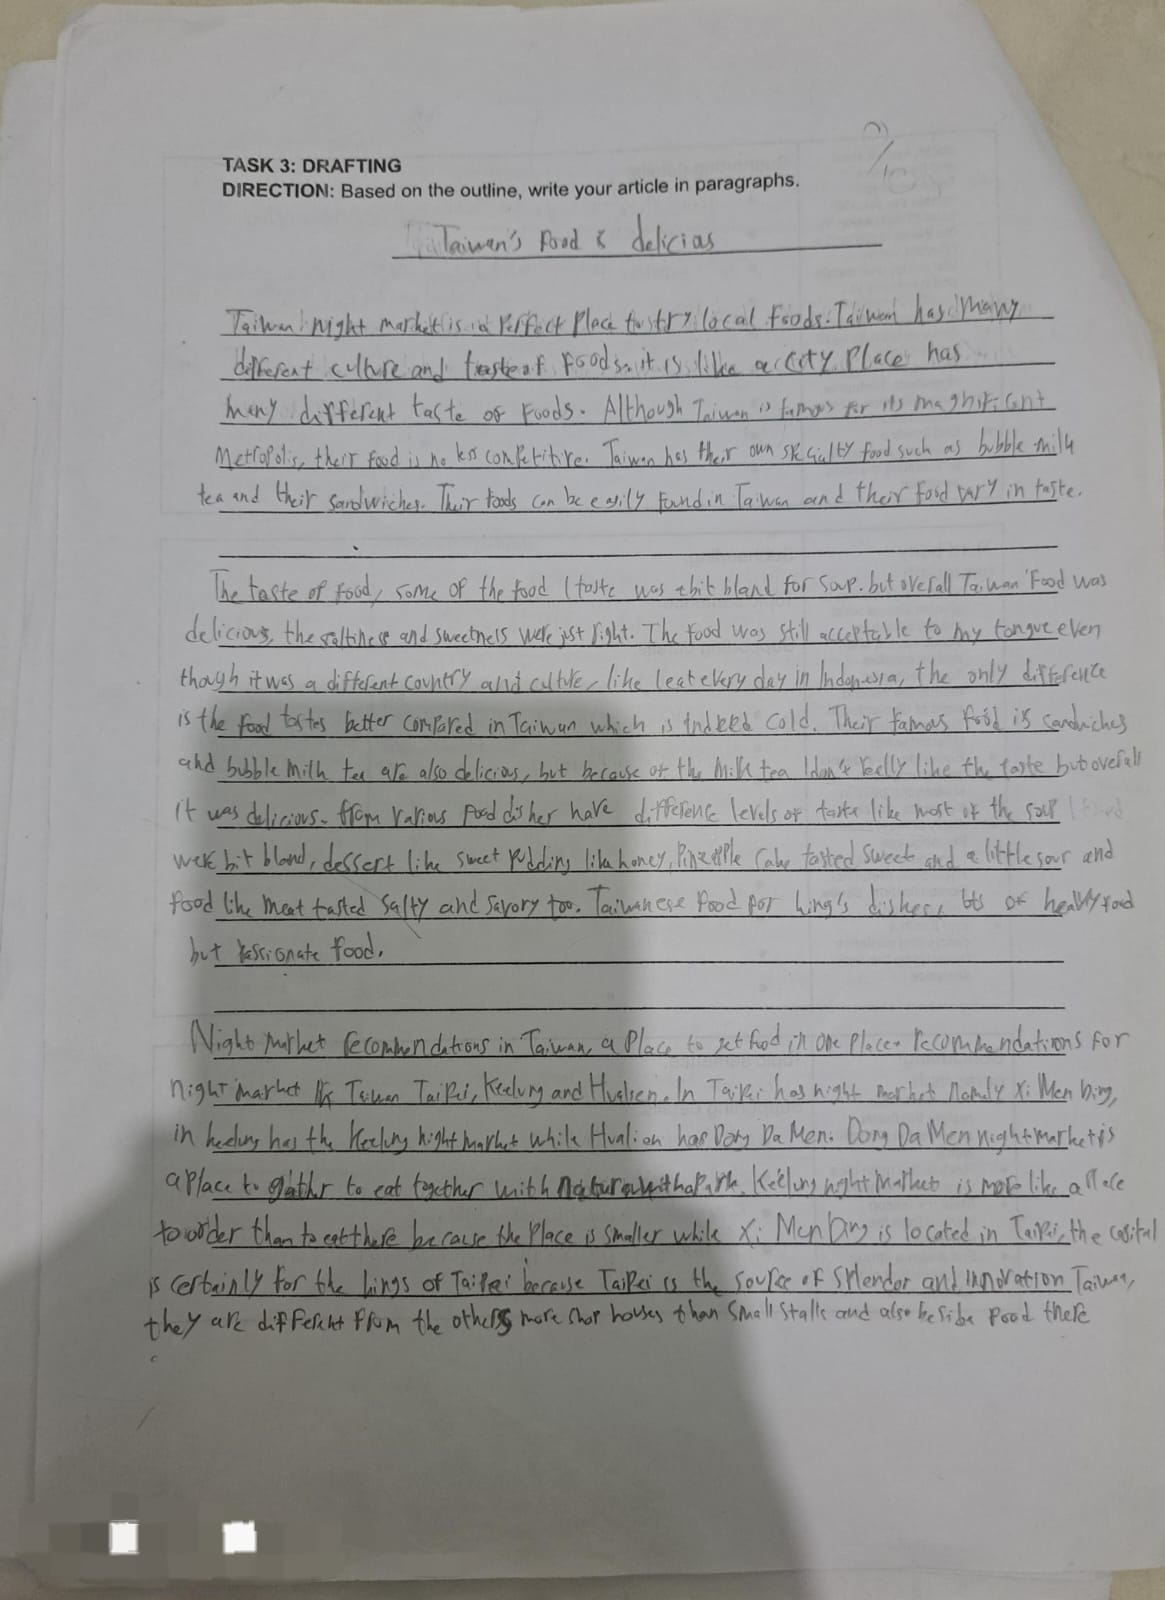 TASK 3: DRAFTING
DIRECTION: Based on the outline, write your article in paragraphs.
Taiwan's Food & delicias
Taiwan night market is a Perfect Place to try local foods. Taiwan has many
different culture and taste of foods. it is like a city Place has
many different taste of foods. Although Taiwan is famous for its magnificent
Metropolis, their food is no less competitive. Taiwan has their own specialty food such as bubble milk
tea and their sandwiches. Their foods can be easily found in Taiwan and their food vary in taste.
The taste of food, some of the food I taste was a bit bland for soup. but overall Taiwan Food was
delicious, the saltiness and sweetness were just right. The food was still acceptable to my tongue even
though it was a different country and culture, like I eat every day in Indonesia, the only difference
is the food tastes better compared in Taiwan which is indeed cold. Their famous food is sandwiches
and bubble milk tea are also delicious, but because of the Milk tea I don't really like the taste but overall
it was delicious. from various food disher have difference levels of taste like most of the soup I
were bit bland, dessert like sweet pudding like honey, Pineapple Cake tasted sweet and a little sour and
food like meat tasted salty and savory too. Taiwanese food for king's dishes, of heavy food
but Passionate food.
Night market recommendations in Taiwan, a Place to get food in one place. recommendations for
night market Taiwan Taipei, Keelung and Hualien. In Taipei has night market namely Xi Men Ding,
in keelung has the keelung night market while Hualian has Dong Da Men. Dong Da Men night market is
a place to gather to eat together with nature with a Park. Keelung night Market is more like a place
to order than to eat there because the Place is smaller while Xi Men Ding is located in Taipei, the capital
is certainly for the kings of Taipei because Taipei is the source of splendor and innovation Taiwan,
they are different from the others more shop houses than small stalls and also beside food there